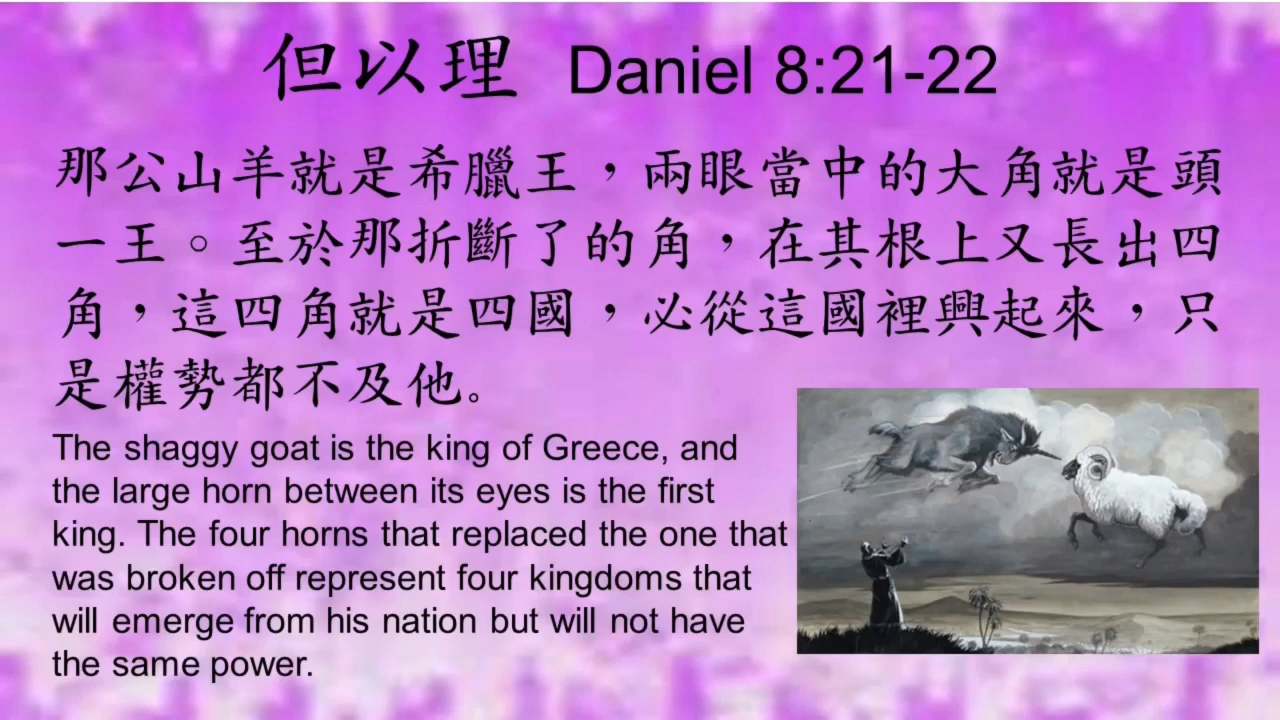 但以理 Daniel 8:21-22
那公山羊就是希臘王，兩眼當中的大角就是頭
一王。至於那折斷了的角，在其根上又長出四
角，這四角就是四國，必從這國裡興起來，只
是權勢都不及他。
The shaggy goat is the king of Greece, and
the large horn between its eyes is the first
king. The four horns that replaced the one that
was broken off represent four kingdoms that
will emerge from his nation but will not have
the same power.